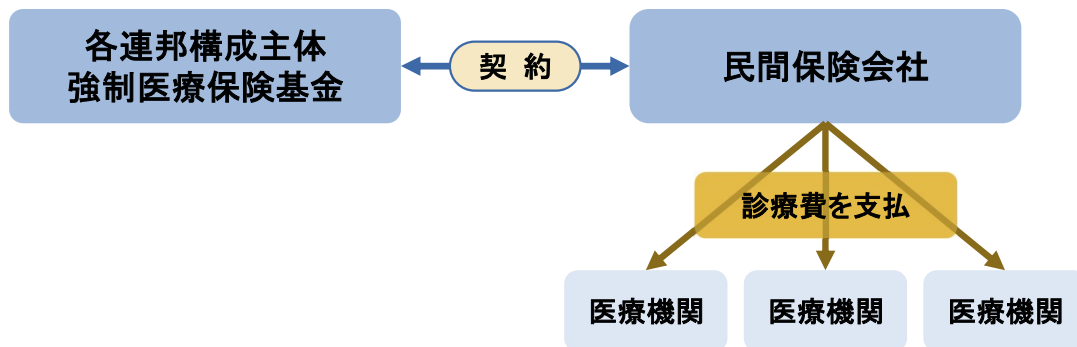 各連邦構成主体
強制医療保険基金
契 約
民間保険会社
診療費を支払
医療機関
医療機関
医療機関